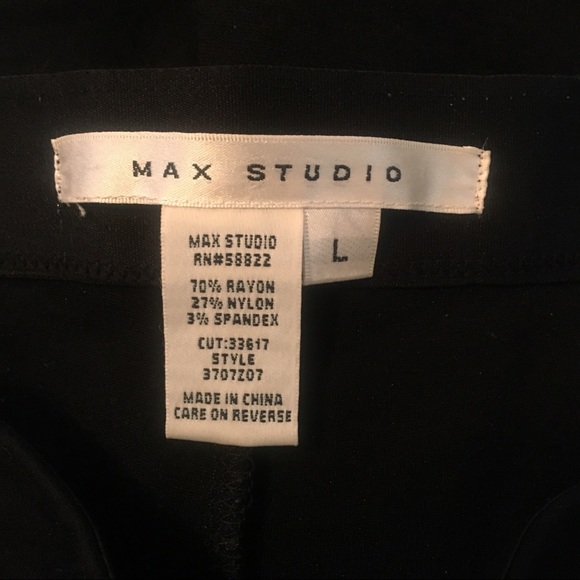 MAX STUDIO
L
MAX STUDIO
RN#58822
70% RAYON
27% NYLON
3% SPANDEX
CUT:33617
STYLE
3707Z07
MADE IN CHINA
CARE ON REVERSE